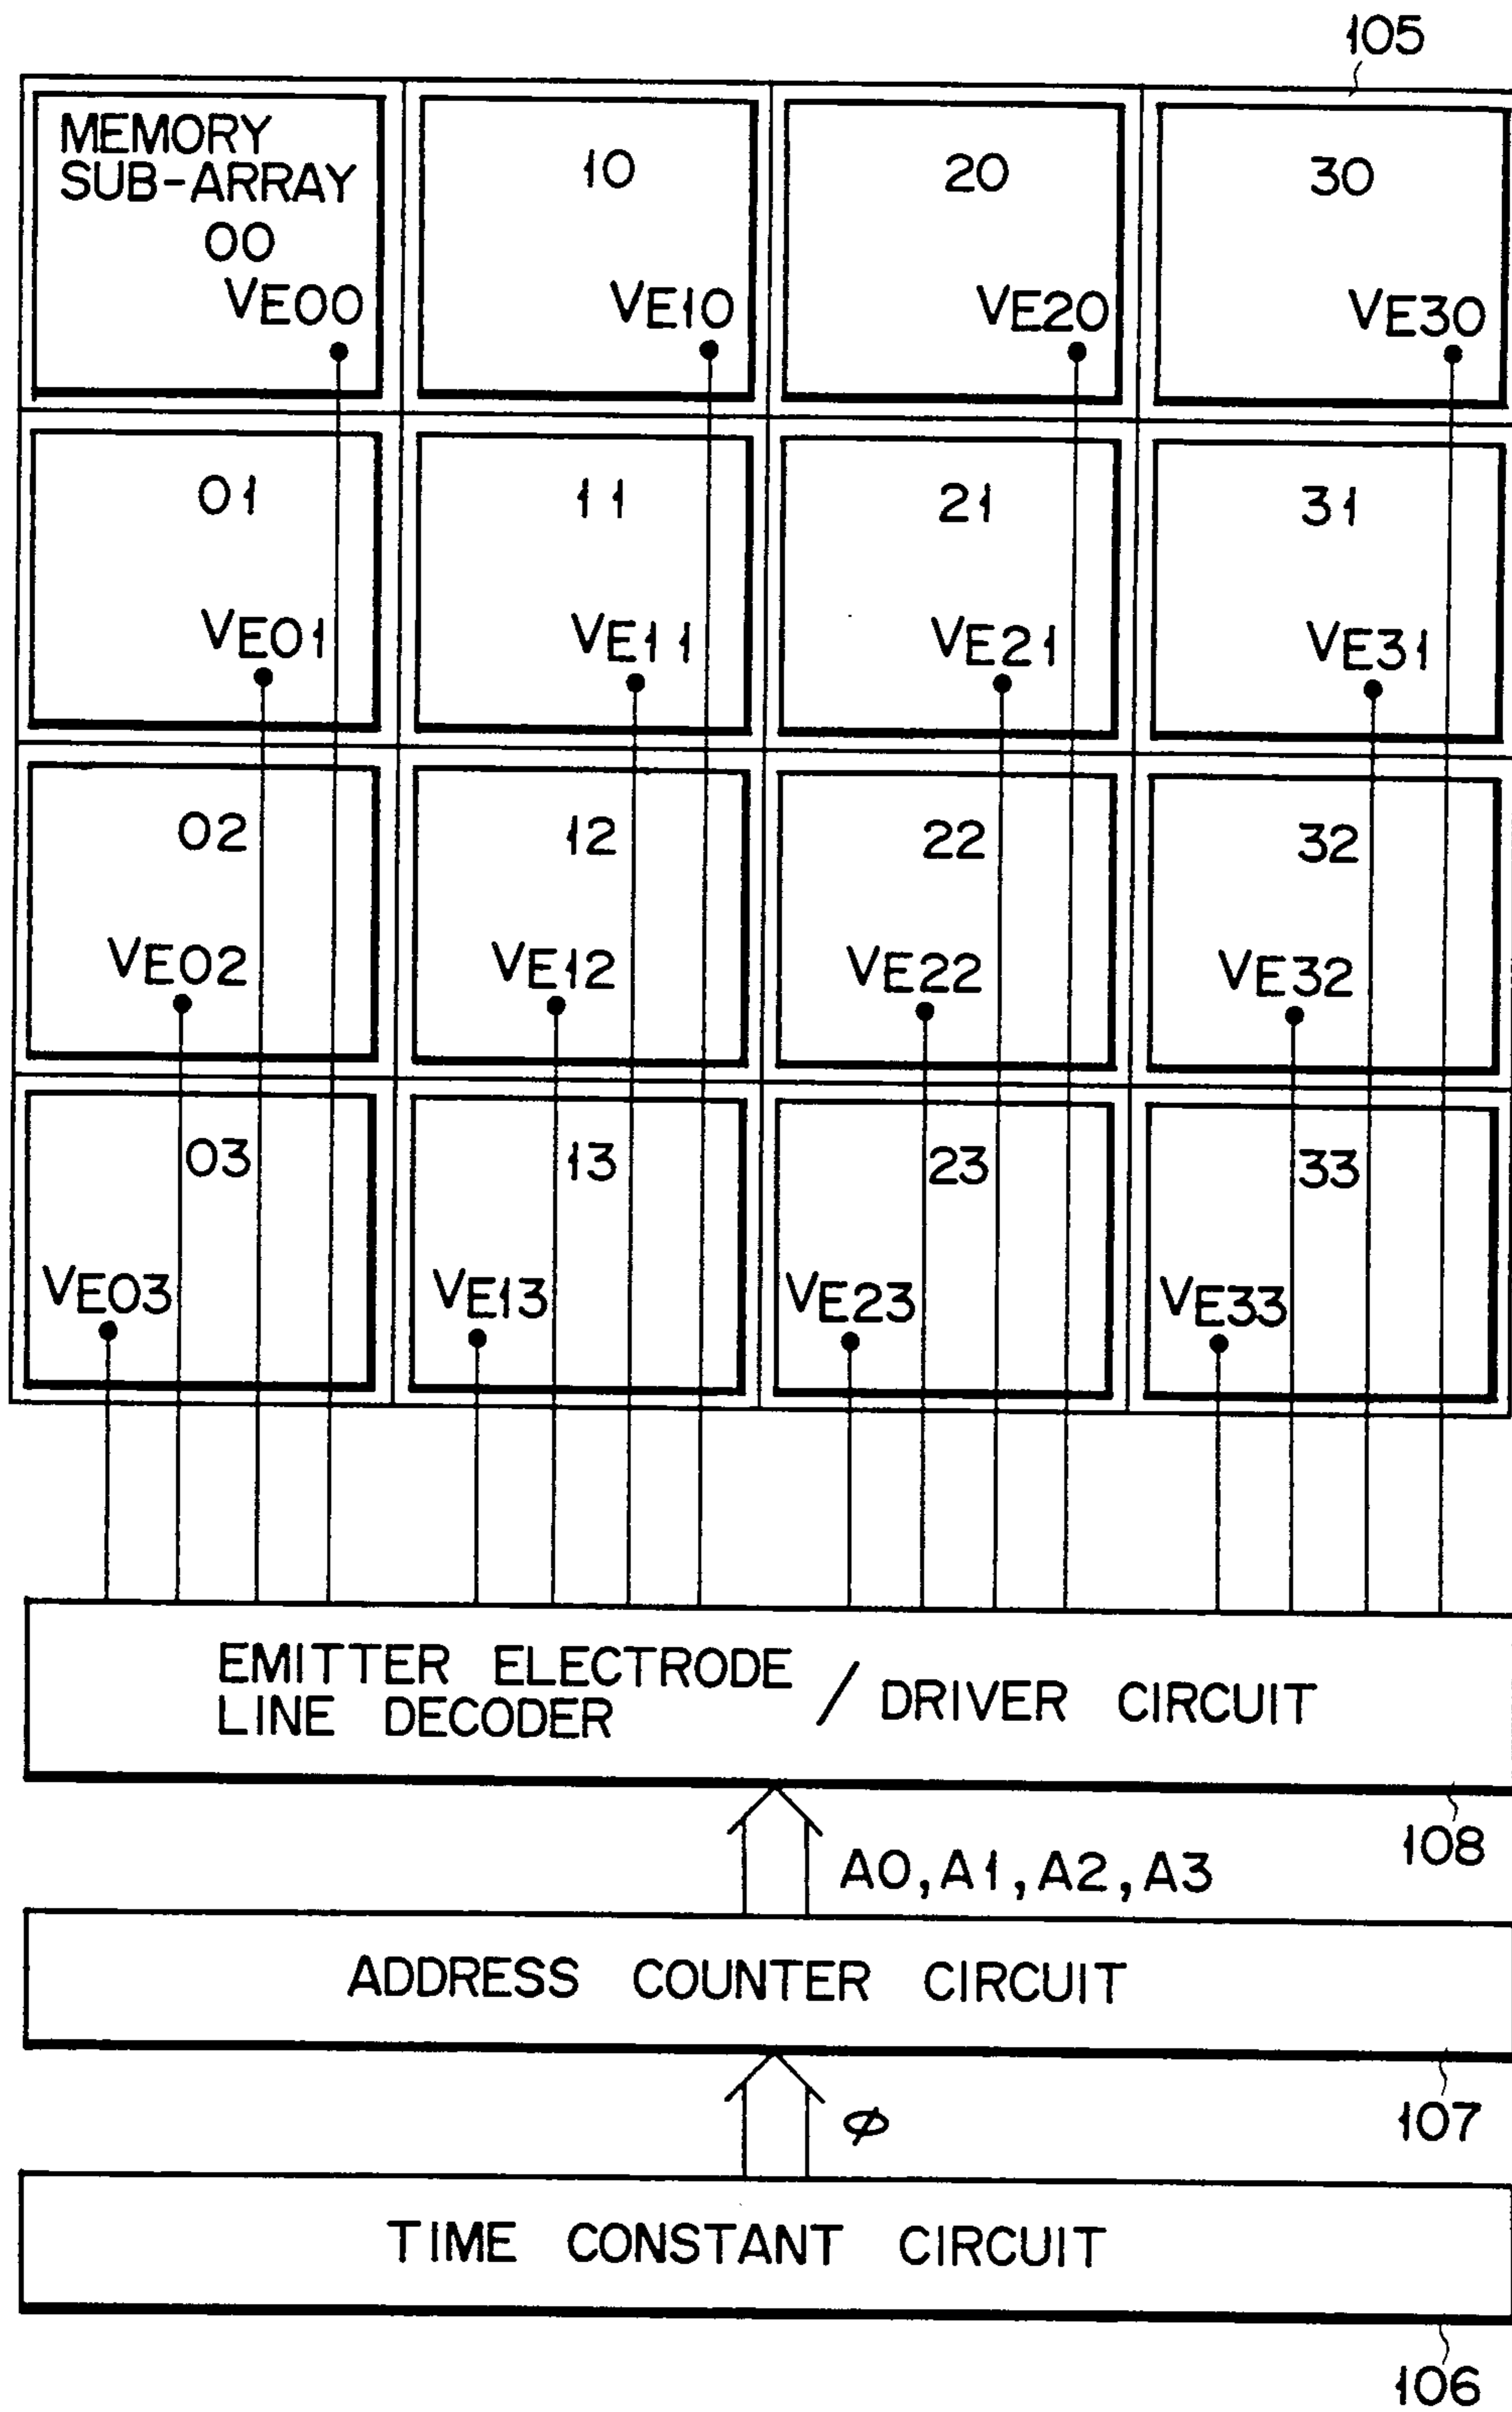 105
MEMORY
SUB-ARRAY
00
10
20
30
VE00
VE10
VE20
VE30
01
11
21
31
VE01
VE11
VE21
VE31
02
12
22
32
VE02
VE12
VE22
VE32
03
13
23
33
VE03
VE13
VE23
VE33
EMITTER ELECTRODE
LINE DECODER
/ DRIVER CIRCUIT
108
A0, A1, A2, A3
ADDRESS COUNTER CIRCUIT
107
ϕ
TIME CONSTANT CIRCUIT
106